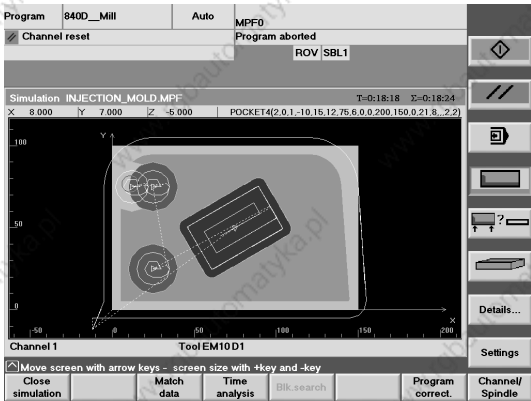 Program 840D__Mill Auto MPF0
Channel reset Program aborted
ROV SBL1
Simulation INJECTION_MOLD.MPF T=0:18:18 Σ=0:18:24
X 8.000 Y 7.000 Z -5.000 POCKET4(2,0,1,-10,15,12,75,6,0,0,200,150,0,21,8,,,2,2)
100
Y
50
0
X
-50 0 50 100 150 200
Channel 1 Tool EM10 D1
Move screen with arrow keys - screen size with +key and -key
Close simulation
Match data
Time analysis
Blk.search
Program correct.
Channel/ Spindle
?
Details...
Settings